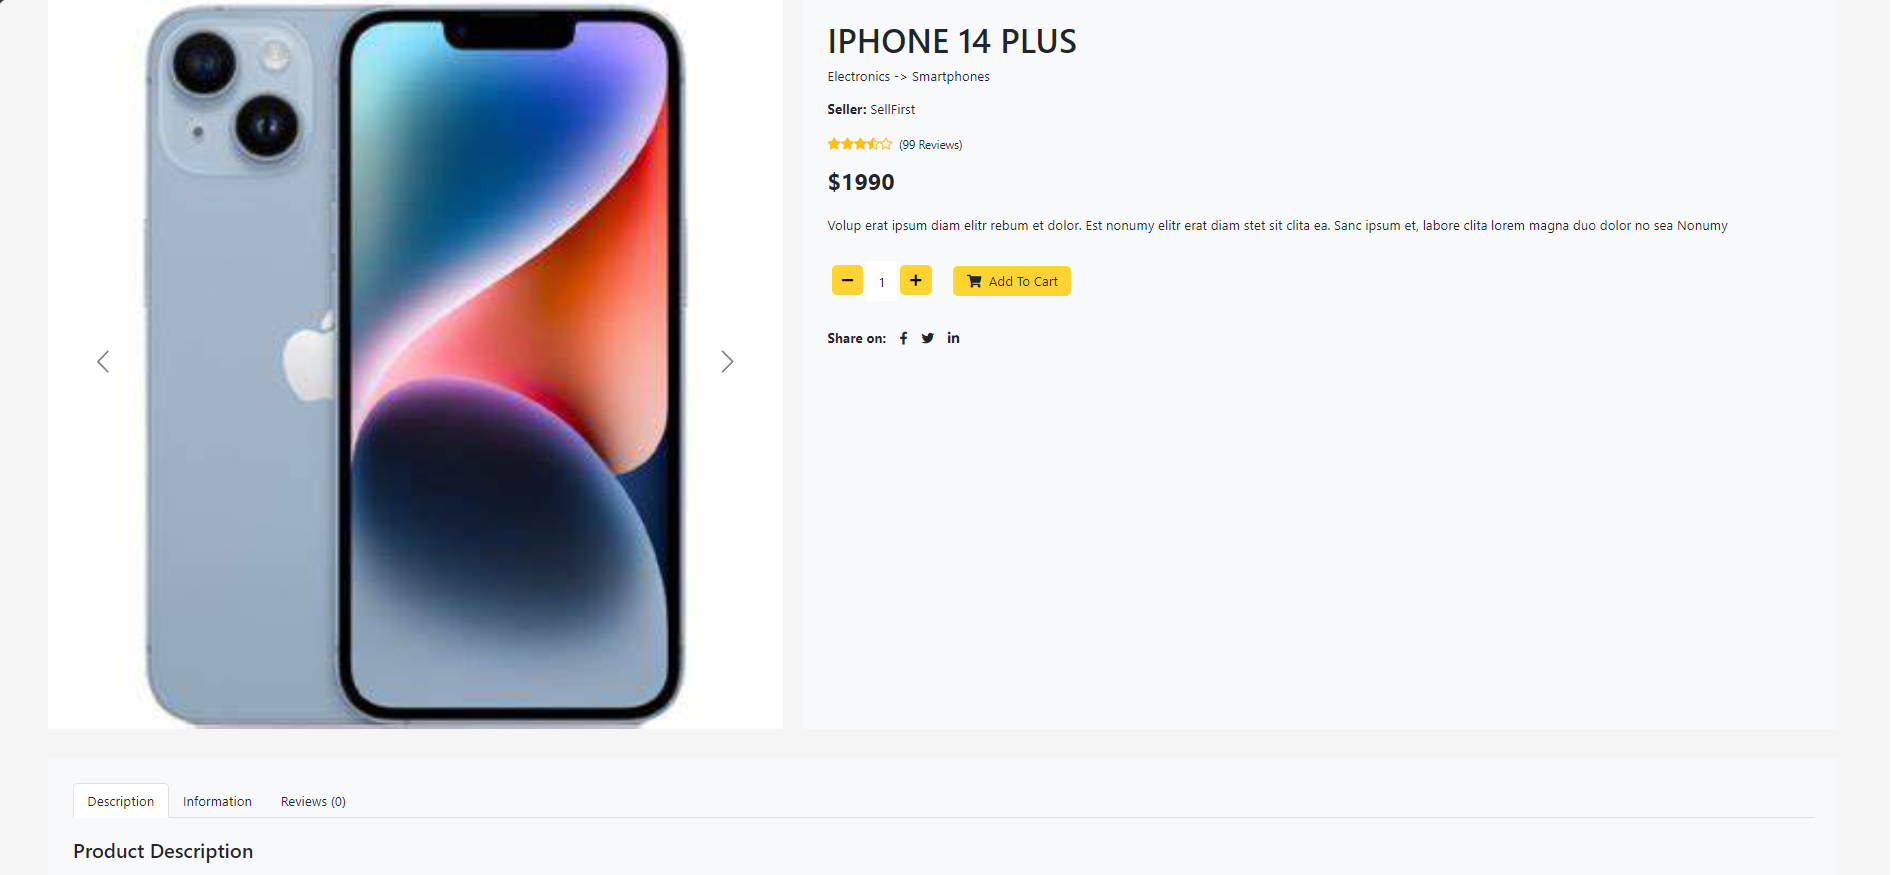 IPHONE 14 PLUS
Electronics -> Smartphones
Seller: SellFirst
(99 Reviews)
$1990
Volup erat ipsum diam elitr rebum et dolor. Est nonumy elitr erat diam stet sit clita ea. Sanc ipsum et, labore clita lorem magna duo dolor no sea Nonumy
1
Add To Cart
Share on:
Description Information Reviews (0)
Product Description